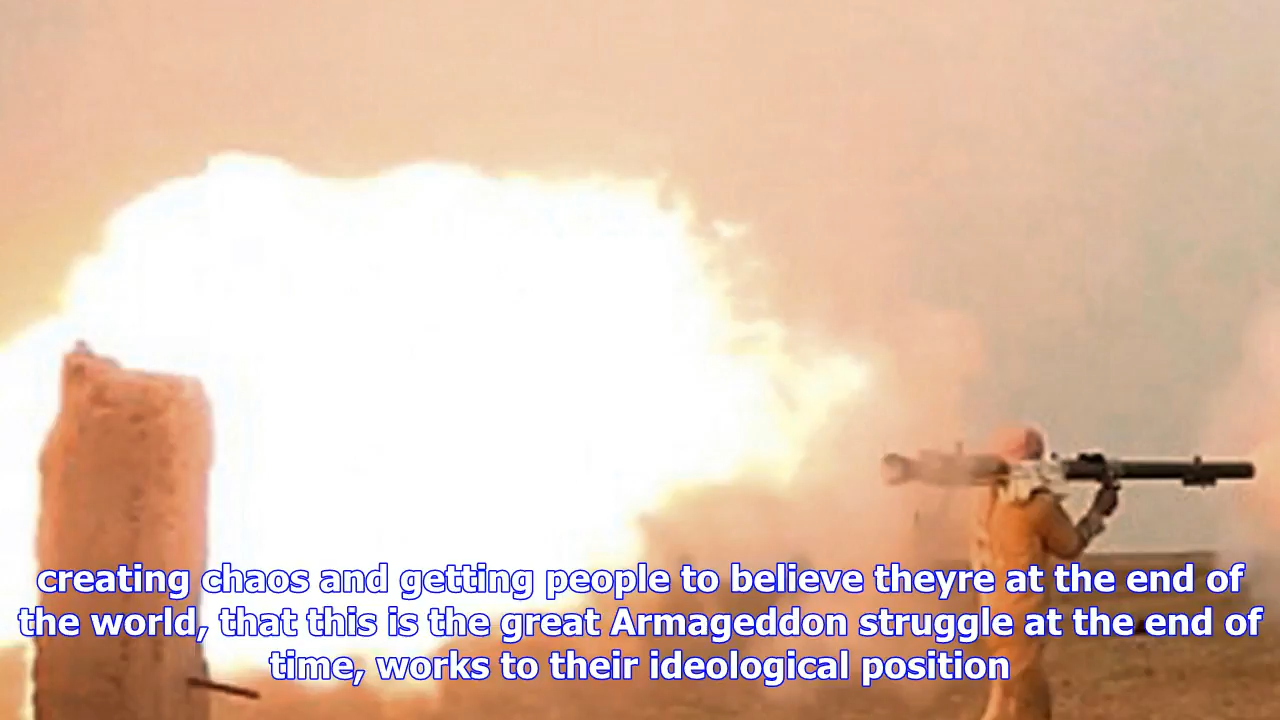 creating chaos and getting people to believe theyre at the end of
the world, that this is the great Armageddon struggle at the end of
time, works to their ideological position